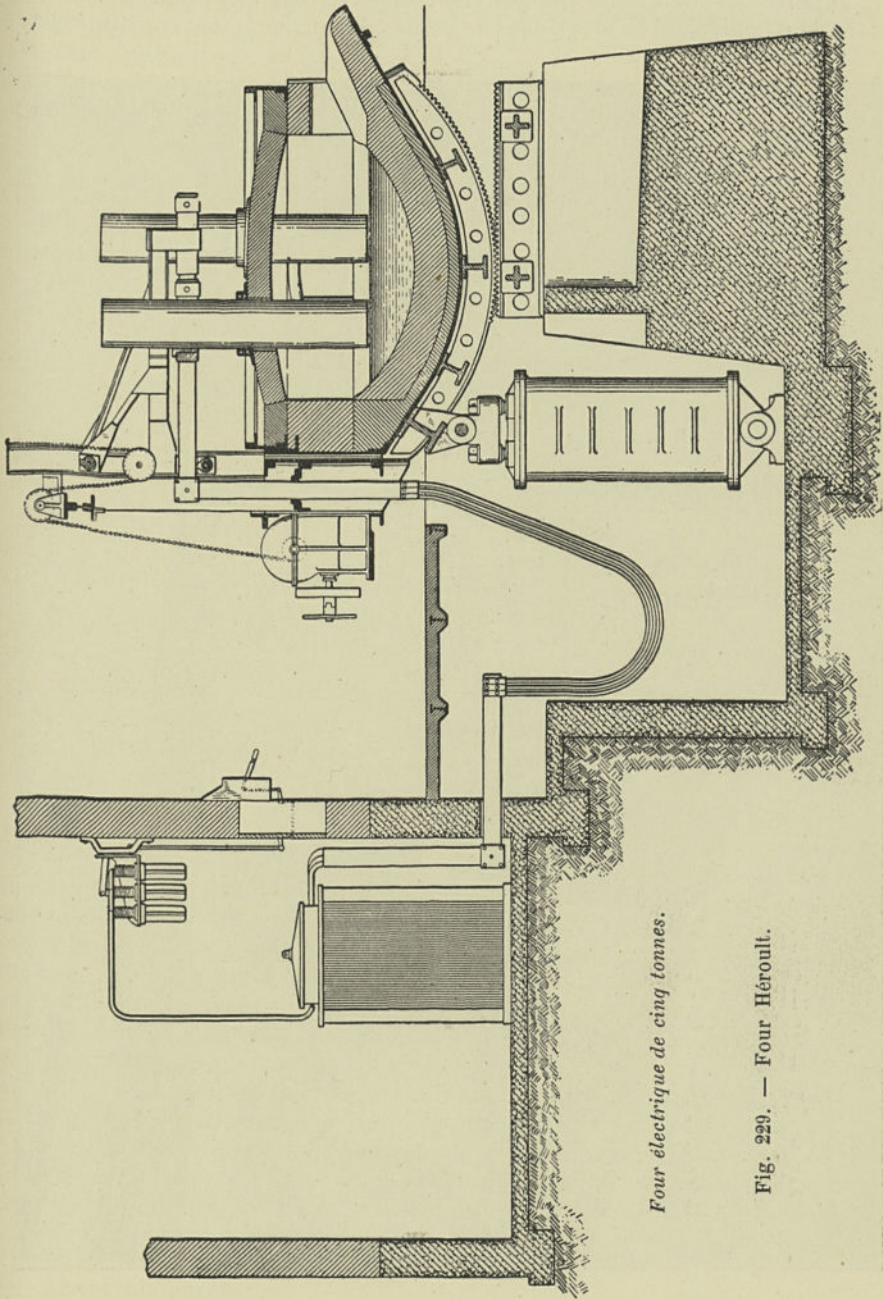 Four électrique de cinq tonnes.
Fig. 229. — Four Héroult.